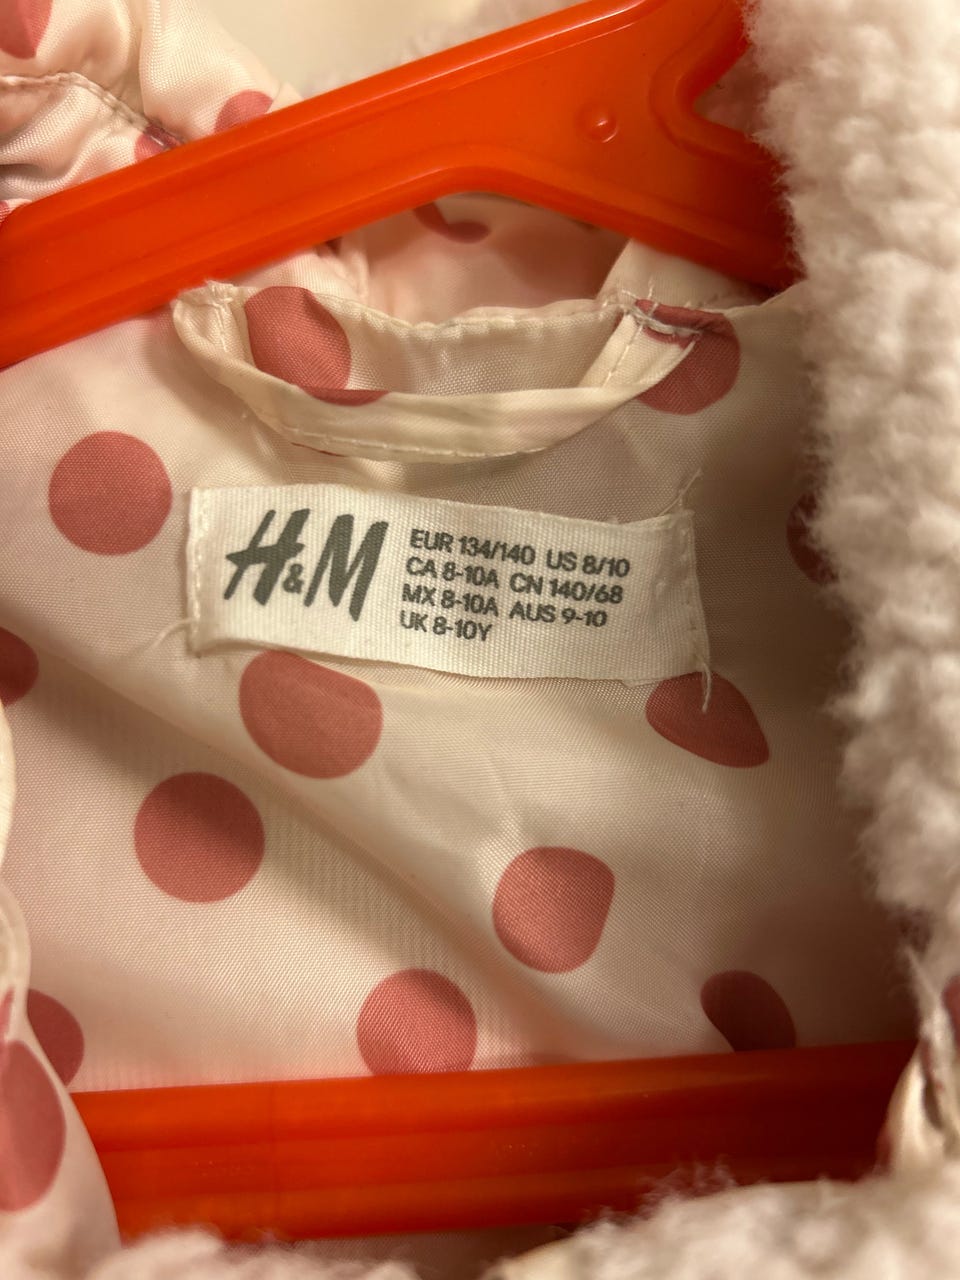 H&M
EUR 134/140 US 8/10
CA 8-10A CN 140/68
MX 8-10A AUS 9-10
UK 8-10Y